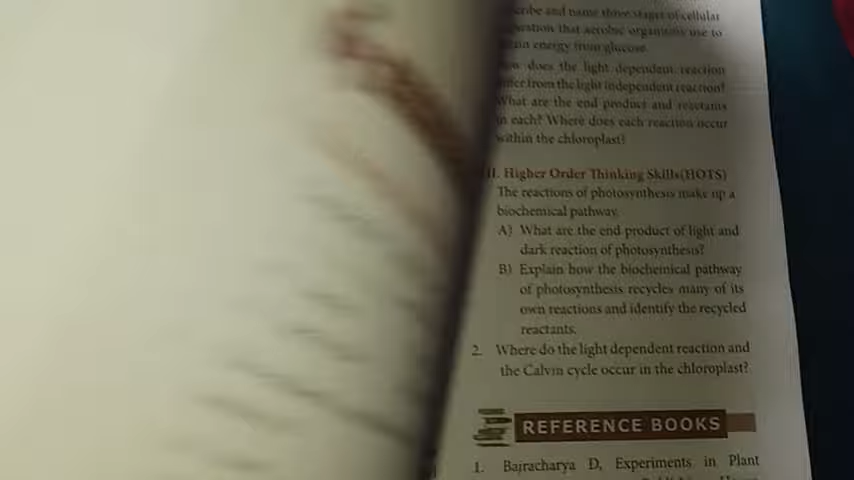 and name three stages of cellular
that aerobic organisms use to
energy from glucose.
does the light dependent reaction
from the light independent reaction?
What are the end product and reactants
in each? Where does each reaction occur
within the chloroplast?
II. Higher Order Thinking Skills(HOTS)
The reactions of photosynthesis make up a
biochemical pathway.
A) What are the end product of light and
dark reaction of photosynthesis?
B) Explain how the biochemical pathway
of photosynthesis recycles many of its
own reactions and identify the recycled
reactants.
2. Where do the light dependent reaction and
the Calvin cycle occur in the chloroplast?
REFERENCE BOOKS
1. Bajracharya D, Experiments in Plant